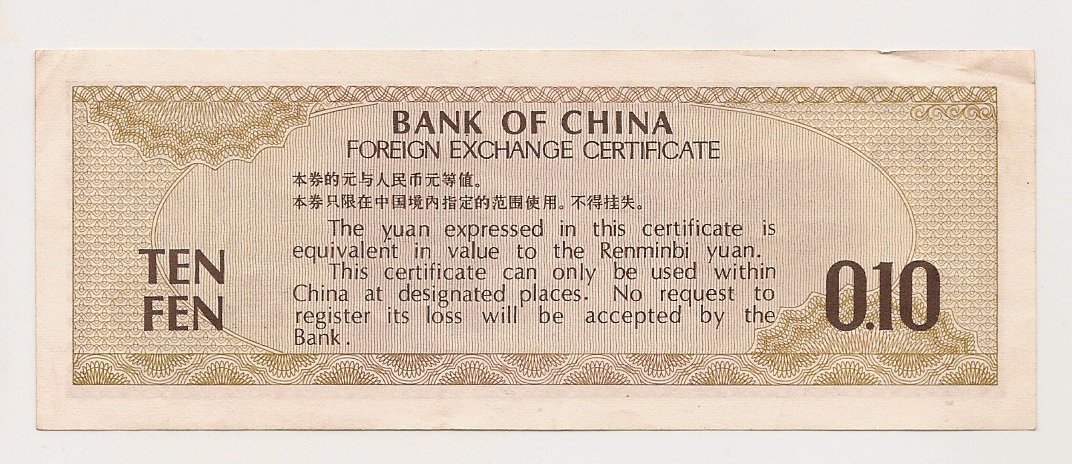 BANK OF CHINA
FOREIGN EXCHANGE CERTIFICATE
本券的元与人民币元等值。
本券只限在中国境内指定的范围使用。不得挂失。
The yuan expressed in this certificate is
equivalent in value to the Renminbi yuan.
This certificate can only be used within
China at designated places. No request to
register its loss will be accepted by the
Bank.
TEN
FEN
0.10